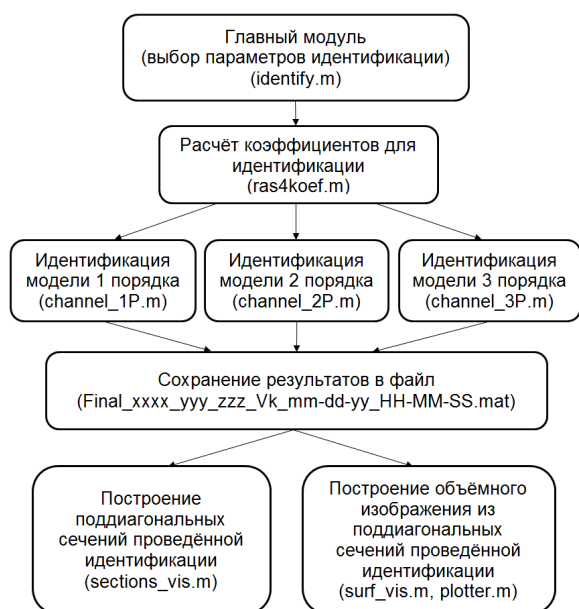 Главный модуль
(выбор параметров идентификации)
(identify.m)
Расчёт коэффициентов для
идентификации
(ras4koef.m)
Идентификация
модели 1 порядка
(channel_1P.m)
Идентификация
модели 2 порядка
(channel_2P.m)
Идентификация
модели 3 порядка
(channel_3P.m)
Сохранение результатов в файл
(Final_xxxx_yyy_zzz_Vk_mm-dd-yy_HH-MM-SS.mat)
Построение
поддиагональных
сечений проведённой
идентификации
(sections_vis.m)
Построение объёмного
изображения из
поддиагональных
сечений проведённой
идентификации
(surf_vis.m, plotter.m)